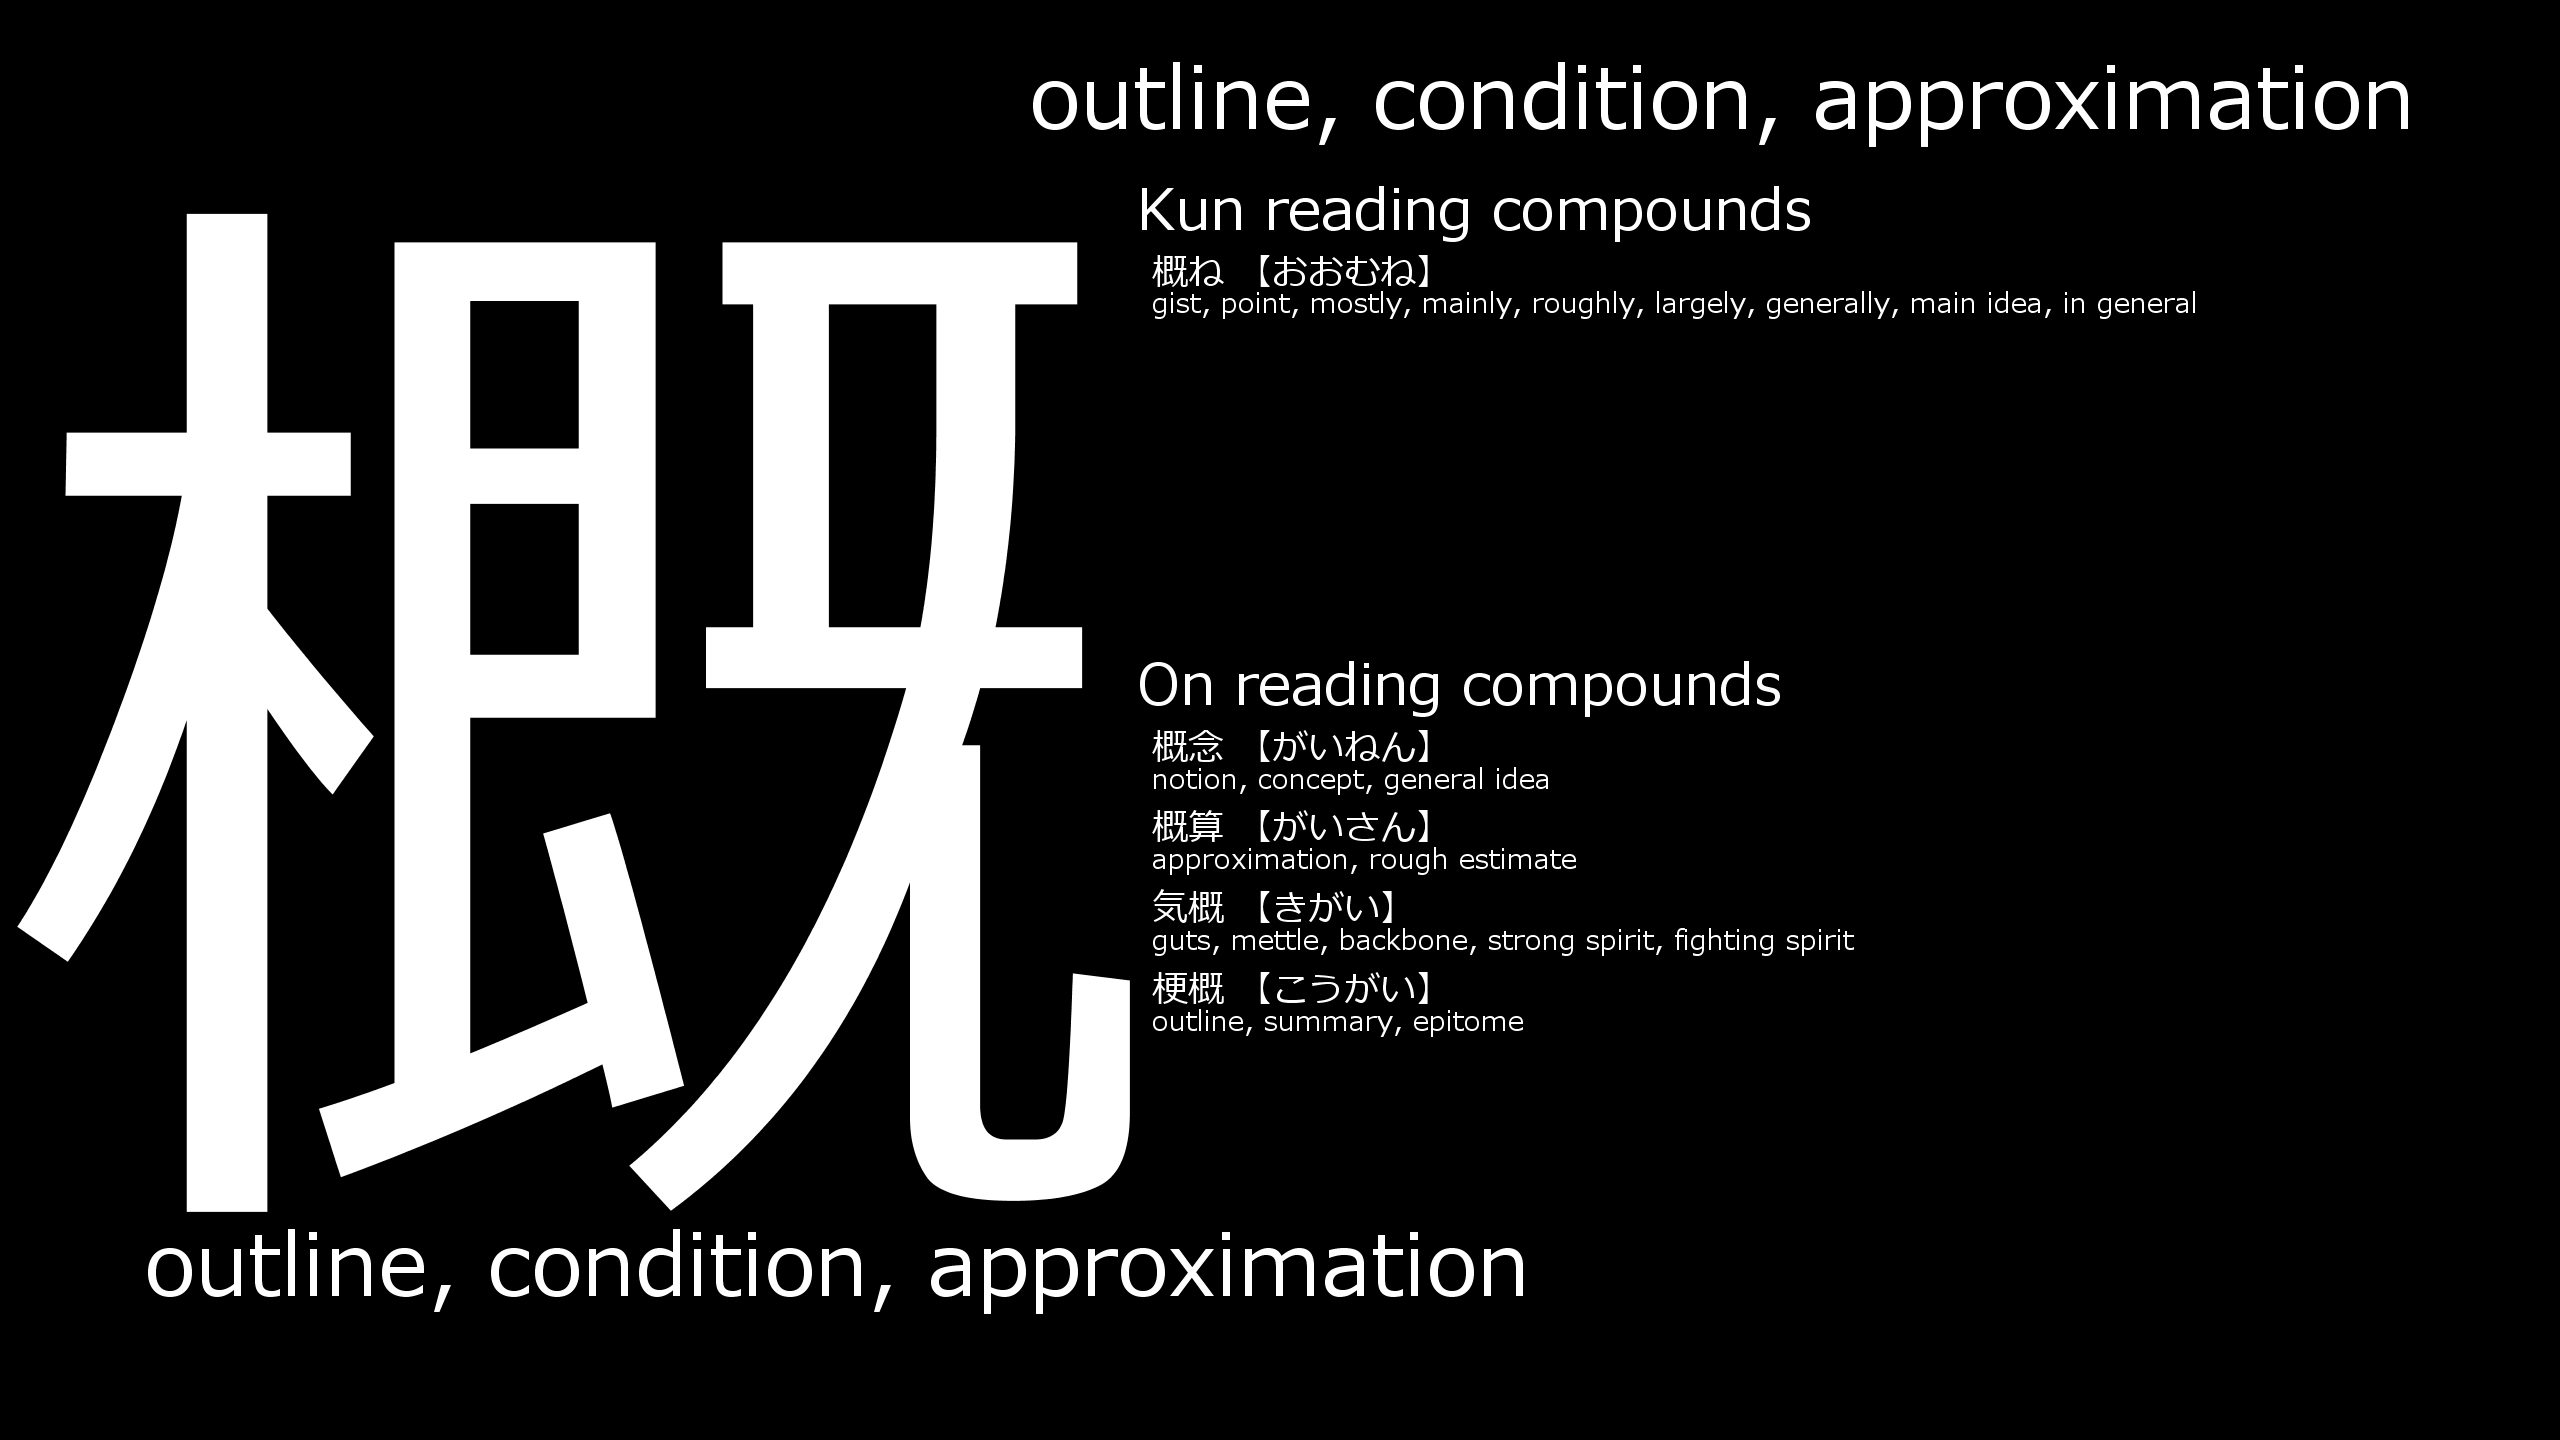 outline, condition, approximation
概
Kun reading compounds
概ね 【おおむね】
gist, point, mostly, mainly, roughly, largely, generally, main idea, in general
On reading compounds
概念 【がいねん】
notion, concept, general idea
概算 【がいさん】
approximation, rough estimate
気概 【きがい】
guts, mettle, backbone, strong spirit, fighting spirit
梗概 【こうがい】
outline, summary, epitome
outline, condition, approximation